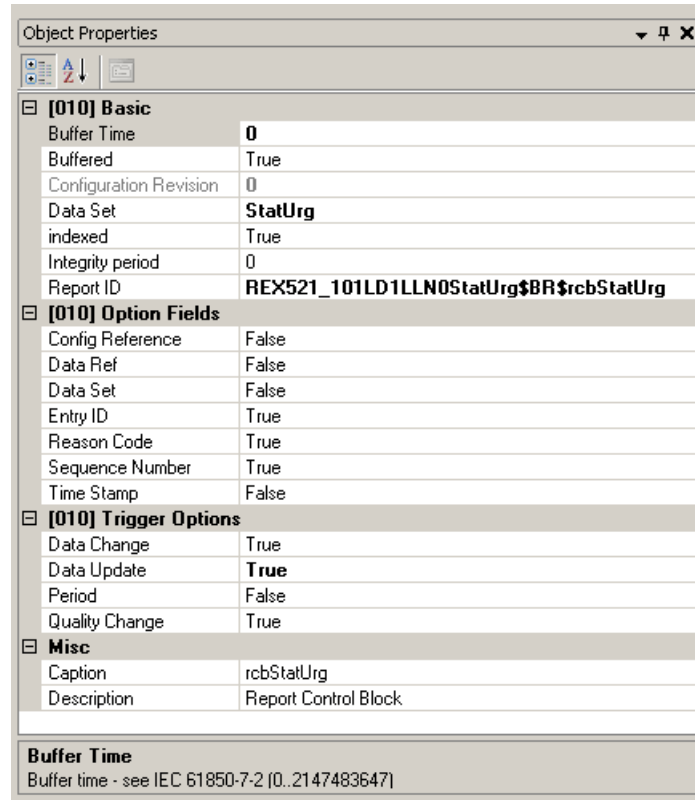 Object Properties
[010] Basic
Buffer Time 0
Buffered True
Configuration Revision 0
Data Set StatUrg
indexed True
Integrity period 0
Report ID REX521_101LD1LLN0StatUrg$BR$rcbStatUrg
[010] Option Fields
Config Reference False
Data Ref False
Data Set False
Entry ID True
Reason Code True
Sequence Number True
Time Stamp False
[010] Trigger Options
Data Change True
Data Update True
Period False
Quality Change True
Misc
Caption rcbStatUrg
Description Report Control Block
Buffer Time
Buffer time - see IEC 61850-7-2 (0..2147483647)